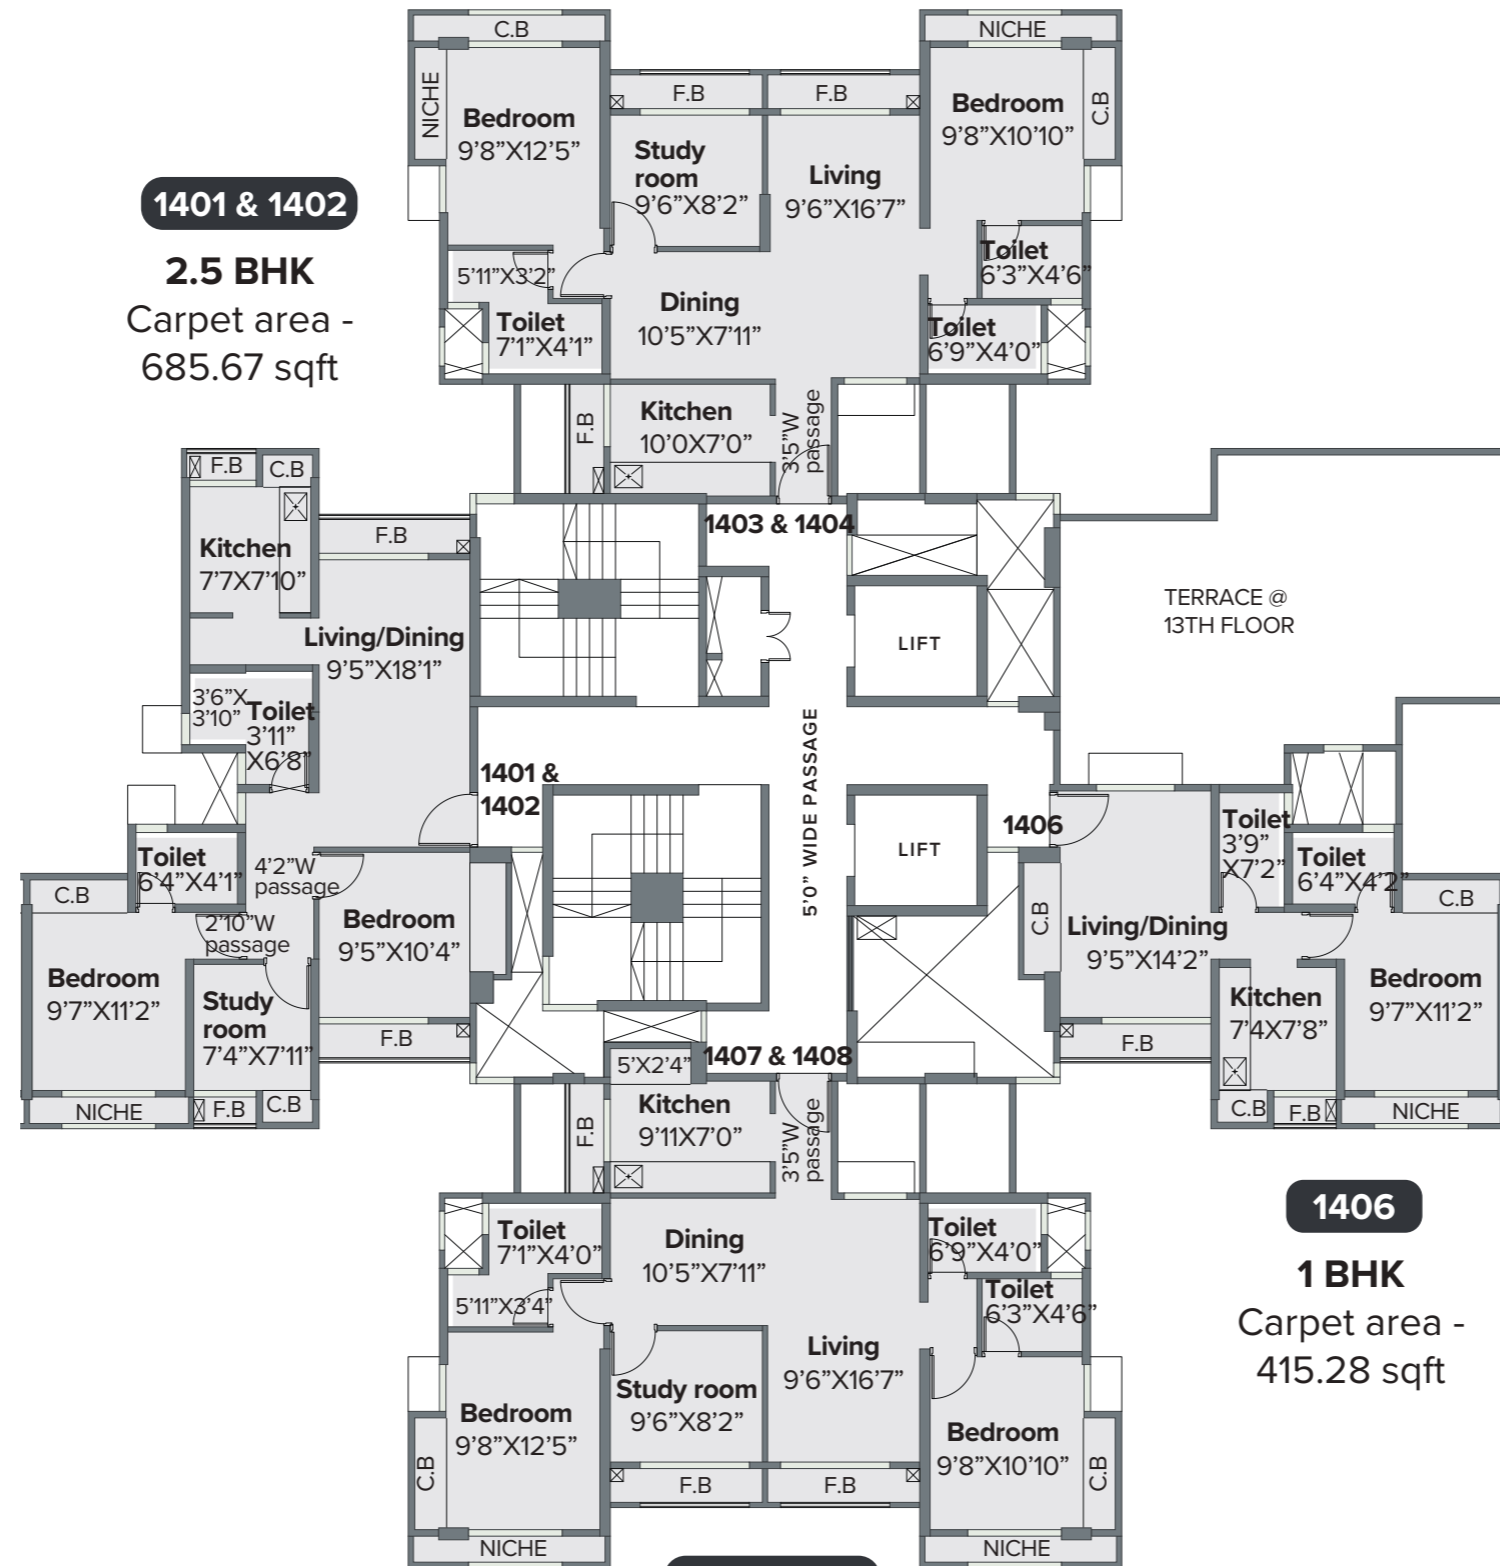 C.B
NICHE
Bedroom
9'8"X12'5"
F.B
F.B
Study
room
9'6"X8'2"
Living
9'6"X16'7"
NICHE
Bedroom
9'8"X10'10"
C.B
Toilet
6'3"X4'6"
5'11"X3'2"
Toilet
7'1"X4'1"
Dining
10'5"X7'11"
Toilet
6'9"X4'0"
F.B
Kitchen
10'0X7'0"
3'5"W
passage
1401 & 1402
2.5 BHK
Carpet area -
685.67 sqft
F.B
C.B
F.B
Kitchen
7'7X7'10"
Living/Dining
9'5"X18'1"
3'6"X
3'10"
Toilet
3'11"
X6'8"
1403 & 1404
LIFT
TERRACE @
13TH FLOOR
5'0" WIDE PASSAGE
1401 &
1402
LIFT
1406
Toilet
6'4"X4'1"
4'2"W
passage
C.B
2'10"W
passage
Bedroom
9'5"X10'4"
Bedroom
9'7"X11'2"
Study
room
7'4"X7'11"
F.B
NICHE
F.B
C.B
Toilet
3'9"
X7'2"
Toilet
6'4"X4'2"
C.B
C.B
Living/Dining
9'5"X14'2"
Kitchen
7'4X7'8"
Bedroom
9'7"X11'2"
F.B
C.B
F.B
NICHE
1407 & 1408
5'X2'4"
F.B
Kitchen
9'11X7'0"
3'5"W
passage
Toilet
7'1"X4'0"
5'11"X3'4"
Dining
10'5"X7'11"
Toilet
6'9"X4'0"
Toilet
6'3"X4'6"
Living
9'6"X16'7"
Study room
9'6"X8'2"
Bedroom
9'8"X12'5"
C.B
Bedroom
9'8"X10'10"
C.B
F.B
F.B
NICHE
NICHE
1406
1 BHK
Carpet area -
415.28 sqft